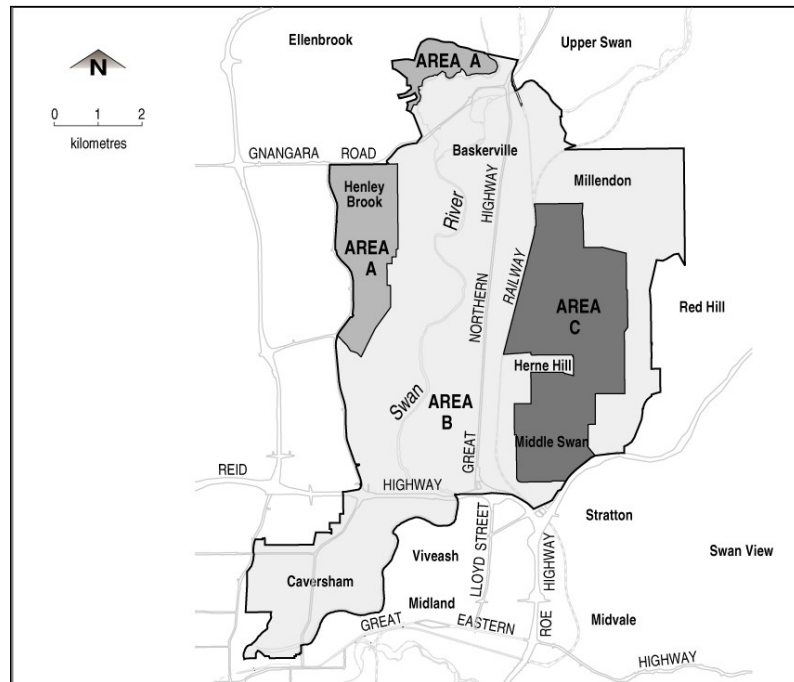 Ellenbrook
Upper Swan
AREA A
N
0 1 2
kilometres
GNANGARA ROAD
Baskerville
Millendon
Henley
Brook
AREA
A
River
HIGHWAY
RAILWAY
NORTHERN
AREA
C
Red Hill
Herne Hill
Swan
AREA
B
GREAT
Middle Swan
REID
HIGHWAY
Stratton
LLOYD STREET
HIGHWAY
Viveash
Swan View
Caversham
Midland
GREAT
EASTERN
ROE
Midvale
HIGHWAY